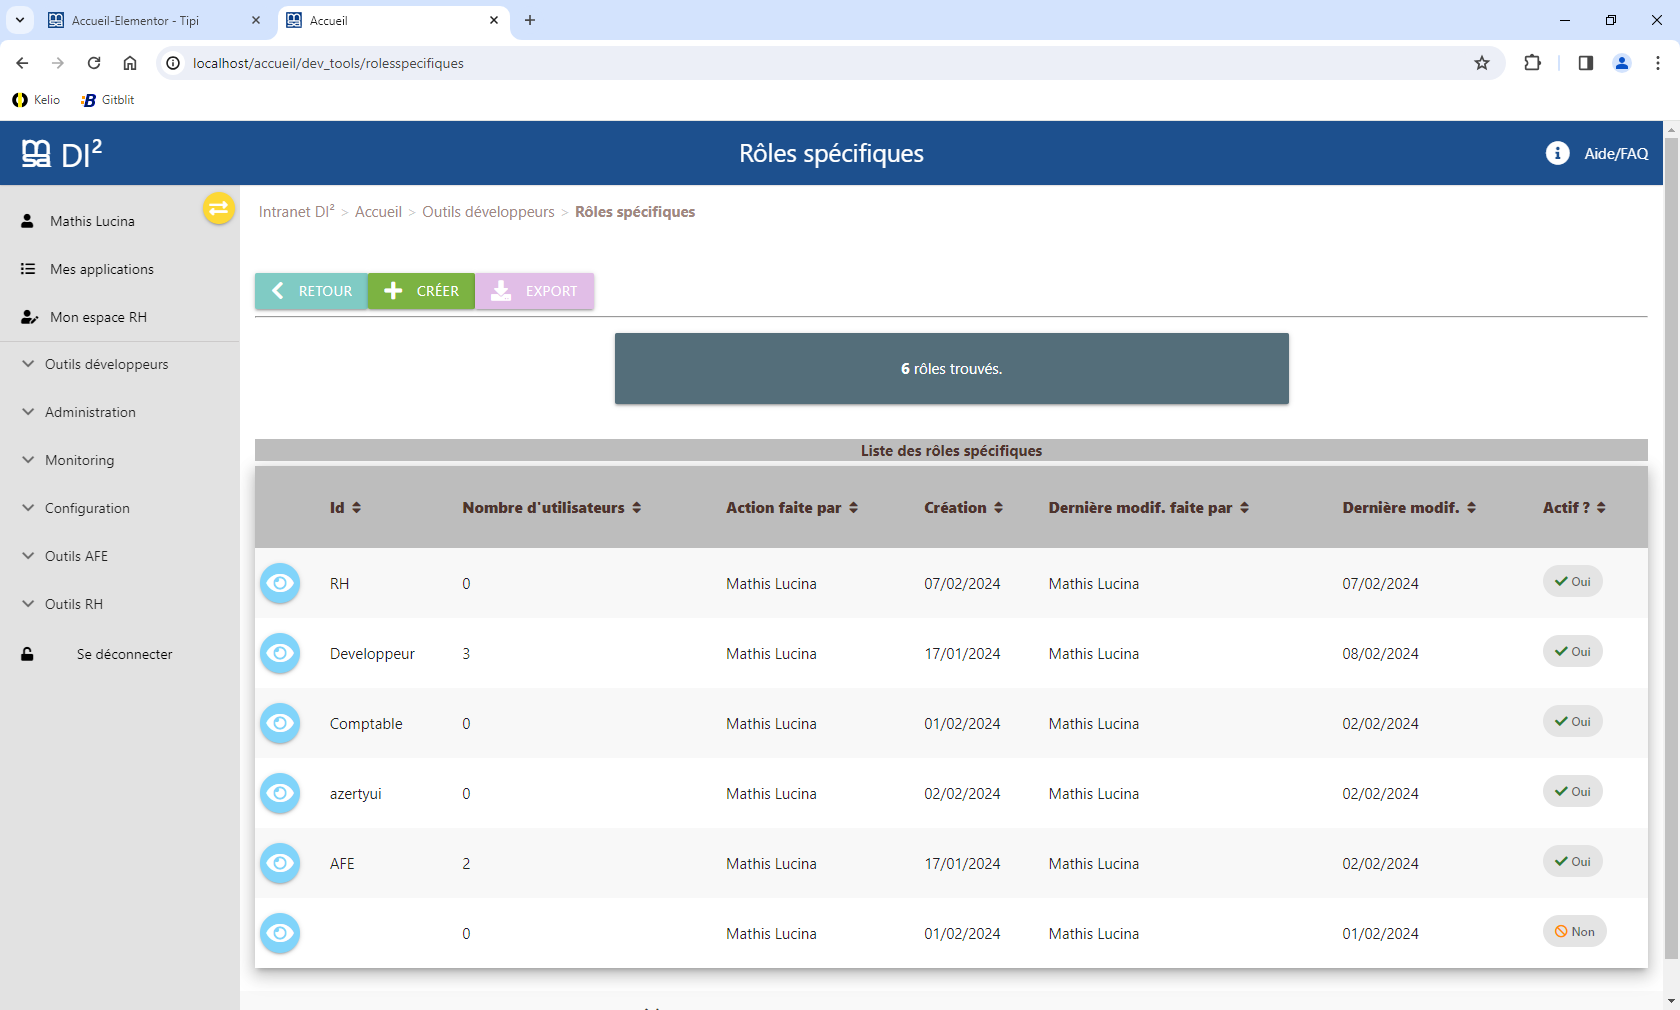 Accueil-Elementor - Tipi
Accueil
localhost/accueil/dev_tools/rolesspecifiques
Kelio
Gitblit
msa DI²
Rôles spécifiques
Aide/FAQ
Mathis Lucina
Mes applications
Mon espace RH
Outils développeurs
Administration
Monitoring
Configuration
Outils AFE
Outils RH
Se déconnecter
Intranet DI² > Accueil > Outils développeurs > Rôles spécifiques
RETOUR CRÉER EXPORT
6 rôles trouvés.
Liste des rôles spécifiques
Id Nombre d'utilisateurs Action faite par Création Dernière modif. faite par Dernière modif. Actif ?
RH 0 Mathis Lucina 07/02/2024 Mathis Lucina 07/02/2024 Oui
Developpeur 3 Mathis Lucina 17/01/2024 Mathis Lucina 08/02/2024 Oui
Comptable 0 Mathis Lucina 01/02/2024 Mathis Lucina 02/02/2024 Oui
azertyui 0 Mathis Lucina 02/02/2024 Mathis Lucina 02/02/2024 Oui
AFE 2 Mathis Lucina 17/01/2024 Mathis Lucina 02/02/2024 Oui
0 Mathis Lucina 01/02/2024 Mathis Lucina 01/02/2024 Non